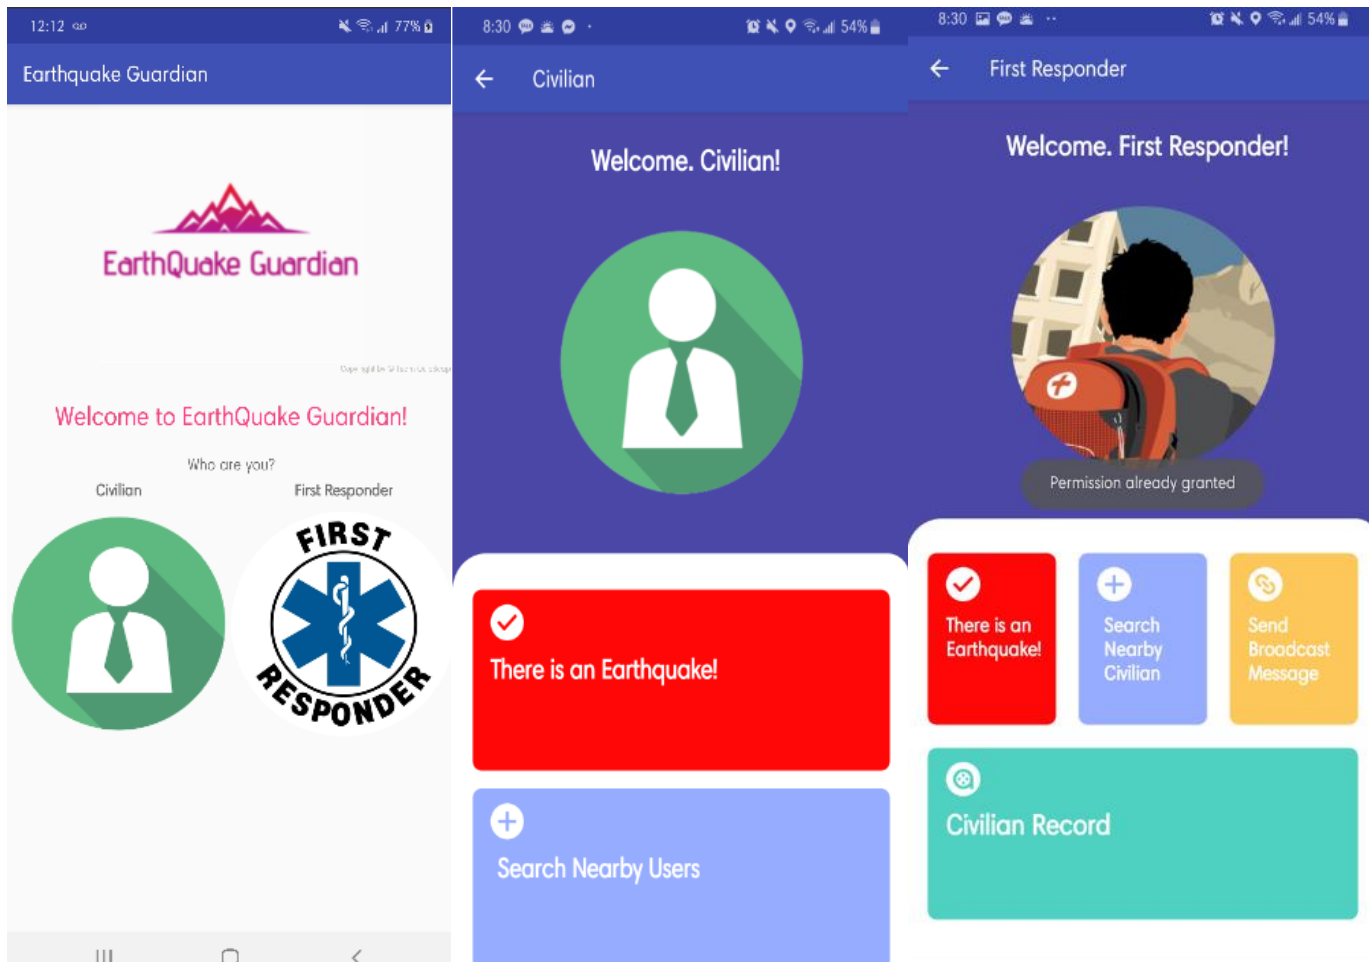 12:12
77%
Earthquake Guardian
EarthQuake Guardian
Copyright by
Welcome to EarthQuake Guardian!
Who are you?
Civilian
First Responder
FIRST
RESPONDER
8:30
54%
Civilian
Welcome. Civilian!
There is an Earthquake!
Search Nearby Users
8:30
54%
First Responder
Welcome. First Responder!
Permission already granted
There is an
Earthquake!
Search
Nearby
Civilian
Send
Broadcast
Message
Civilian Record